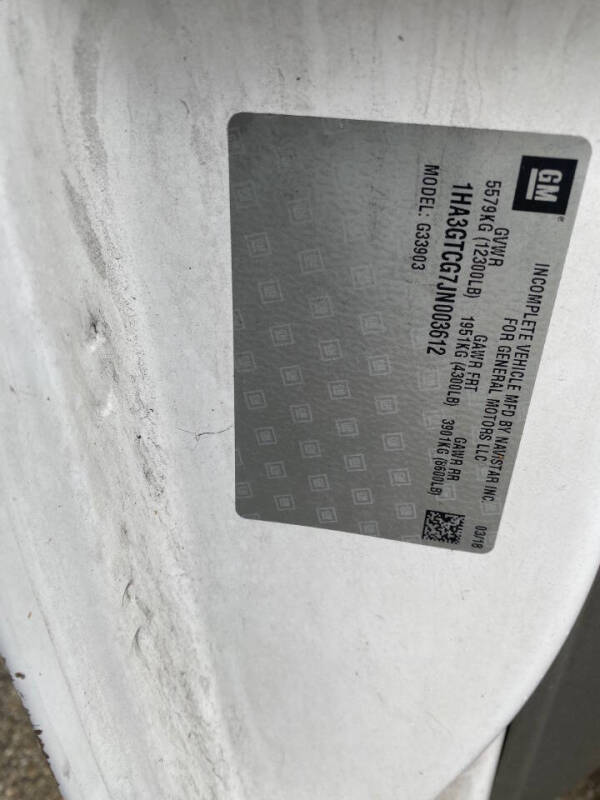 GM
INCOMPLETE VEHICLE MFD BY NAVISTAR INC
FOR GENERAL MOTORS LLC
03/18
GVWR GAWR FRT GAWR RR
5579KG (12300LB) 1951KG (4300LB) 3901KG (8600LB)
1HA3GTCG7JN003612
MODEL: G33903